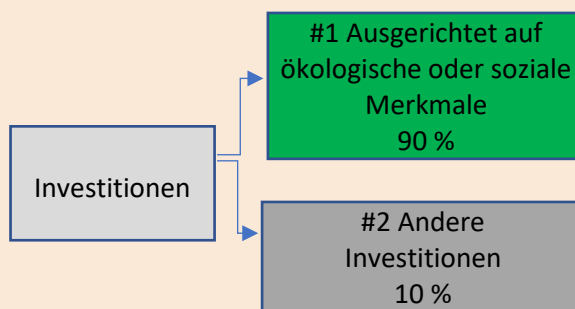 #1 Ausgerichtet auf
ökologische oder soziale
Merkmale
90 %
Investitionen
#2 Andere
Investitionen
10 %